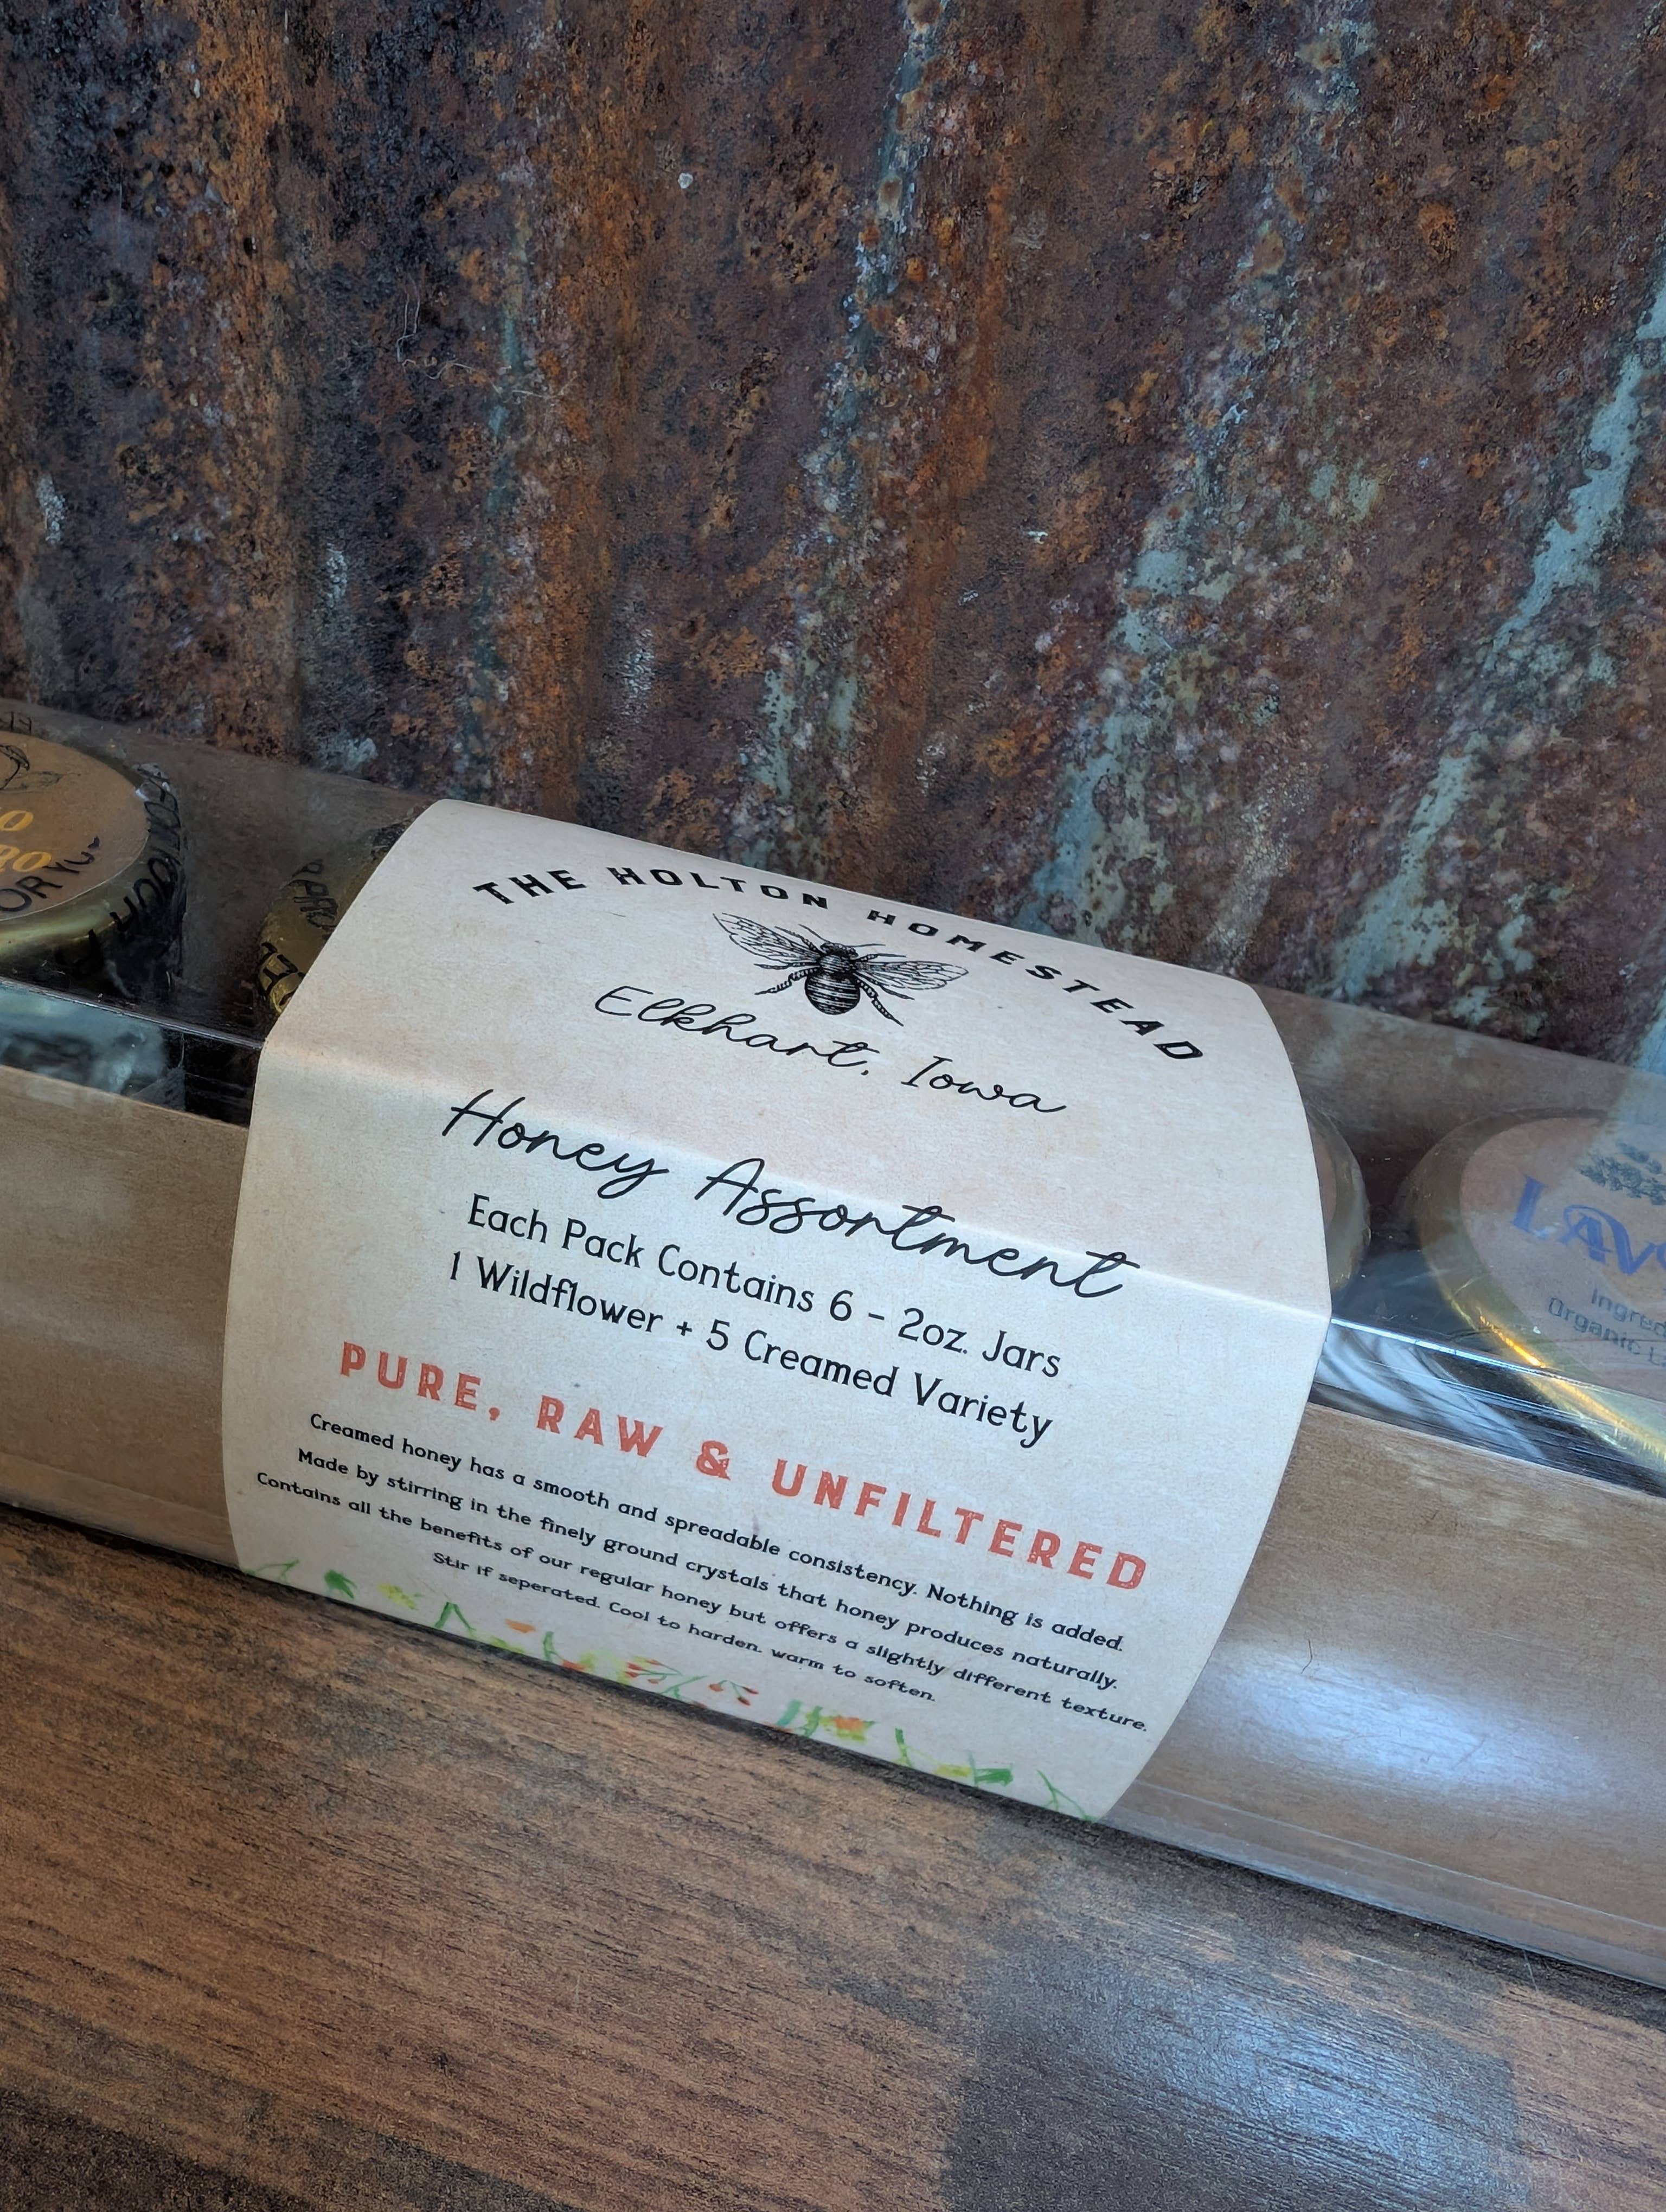 THE HOLTON HOMESTEAD
Elkhart, Iowa
Honey Assortment
Each Pack Contains 6 - 2oz. Jars
1 Wildflower + 5 Creamed Variety
PURE, RAW & UNFILTERED
Creamed honey has a smooth and spreadable consistency. Nothing is added.
Made by stirring in the finely ground crystals that honey produces naturally.
Contains all the benefits of our regular honey but offers a slightly different texture.
Stir if seperated. Cool to harden. warm to soften.
LAV
Ingred
Organic